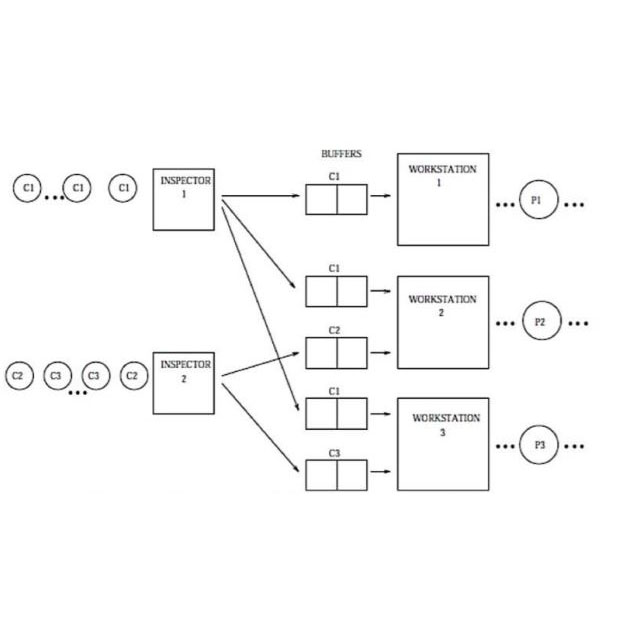 BUFFERS
C1 ... C1 C1
INSPECTOR
1
C1
WORKSTATION
1
... P1 ...
C1
WORKSTATION
2
... P2 ...
C2
C2 C3 ... C3 C2
INSPECTOR
2
C1
WORKSTATION
3
... P3 ...
C3